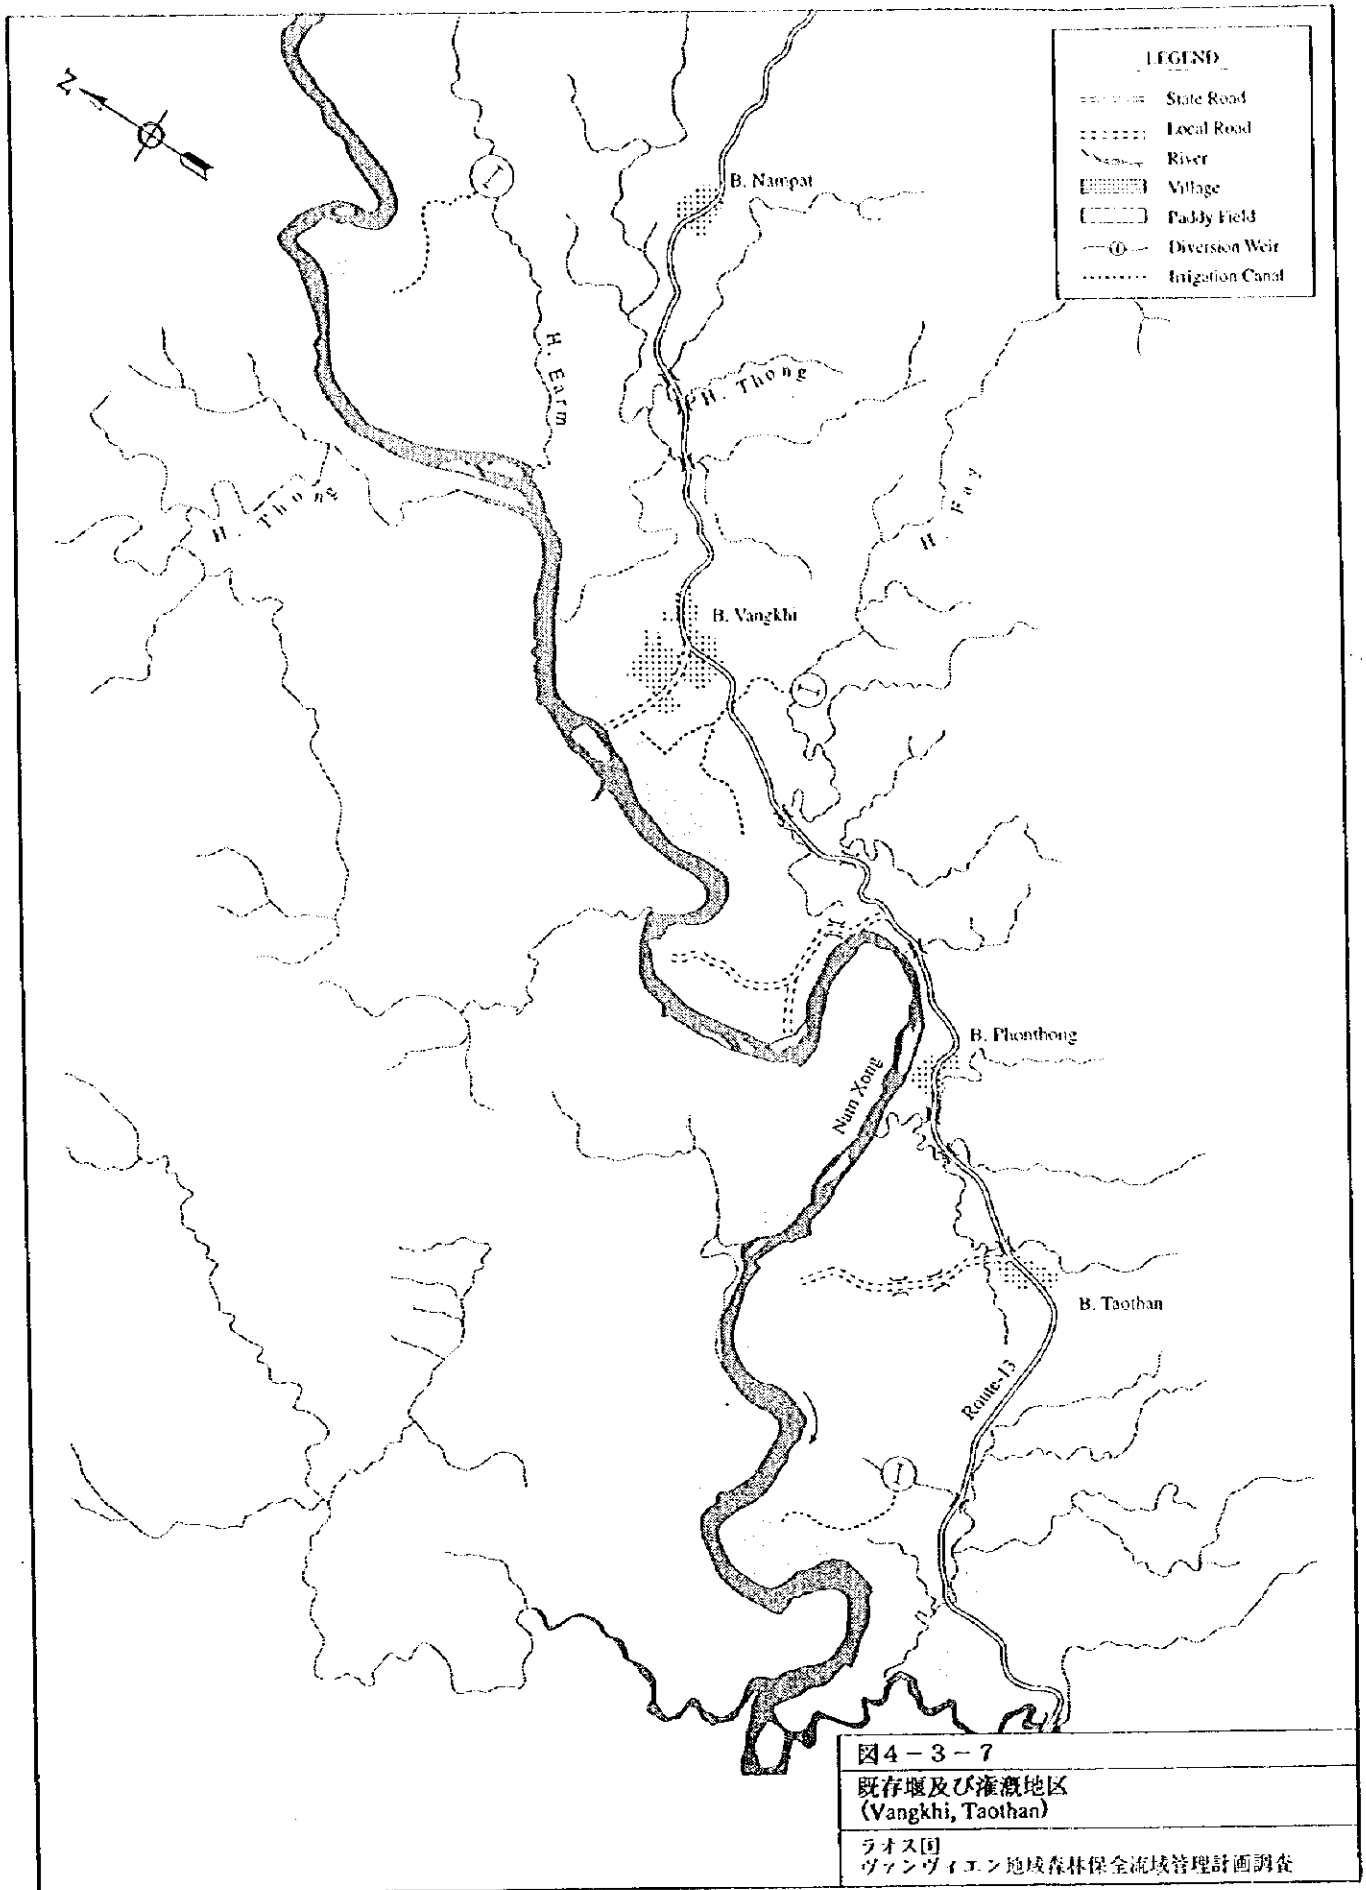 N
LEGEND
State Road
Local Road
River
Village
Paddy Field
I Diversion Weir
Irrigation Canal
I
B. Nampat
H. Earm
H. Thong
H. Thong
H. Fay
B. Vangkhi
I
B. Phonthong
Nam Xong
B. Taothan
Route-13
I
図4-3-7
既存堰及び灌漑地区
(Vangkhi, Taothan)
ラオス国
ヴァンヴィエン地域森林保全流域管理計画調査